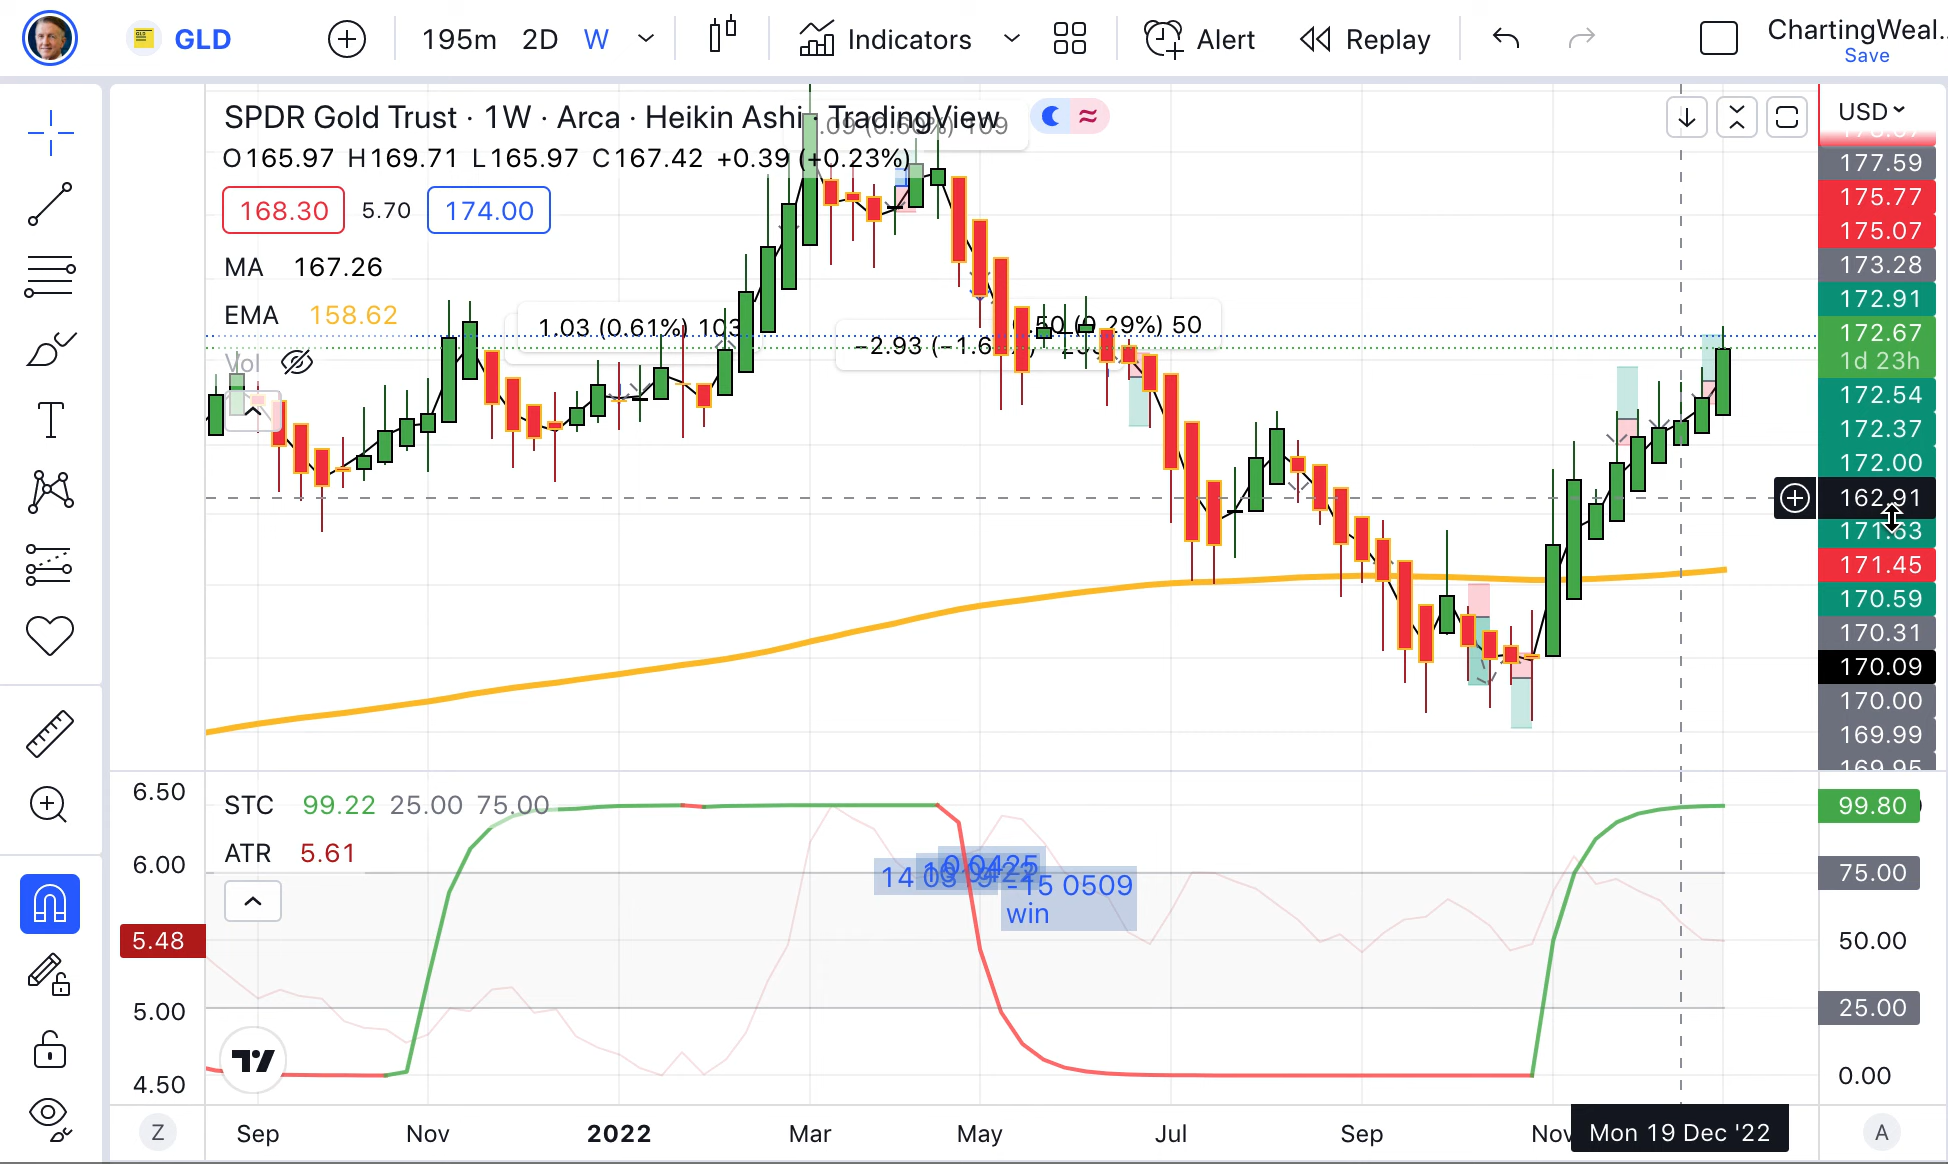 GLD 195m 2D W Indicators Alert Replay ChartingWeal..
Save
SPDR Gold Trust · 1W · Arca · Heikin Ashi · TradingView
O165.97 H169.71 L165.97 C167.42 +0.39 (+0.23%)
168.30 5.70 174.00
MA 167.26
EMA 158.62
Vol
1.03 (0.61%) 103
50
USD
177.59
175.77
175.07
173.28
172.91
172.67
1d 23h
172.54
172.37
172.00
162.91
171.63
171.45
170.59
170.31
170.09
170.00
169.99
169.95
STC 99.22 25.00 75.00
ATR 5.61
6.50
6.00
5.48
5.00
4.50
-15 0509
win
99.80
75.00
50.00
25.00
0.00
Z Sep Nov 2022 Mar May Jul Sep Nov Mon 19 Dec '22 A